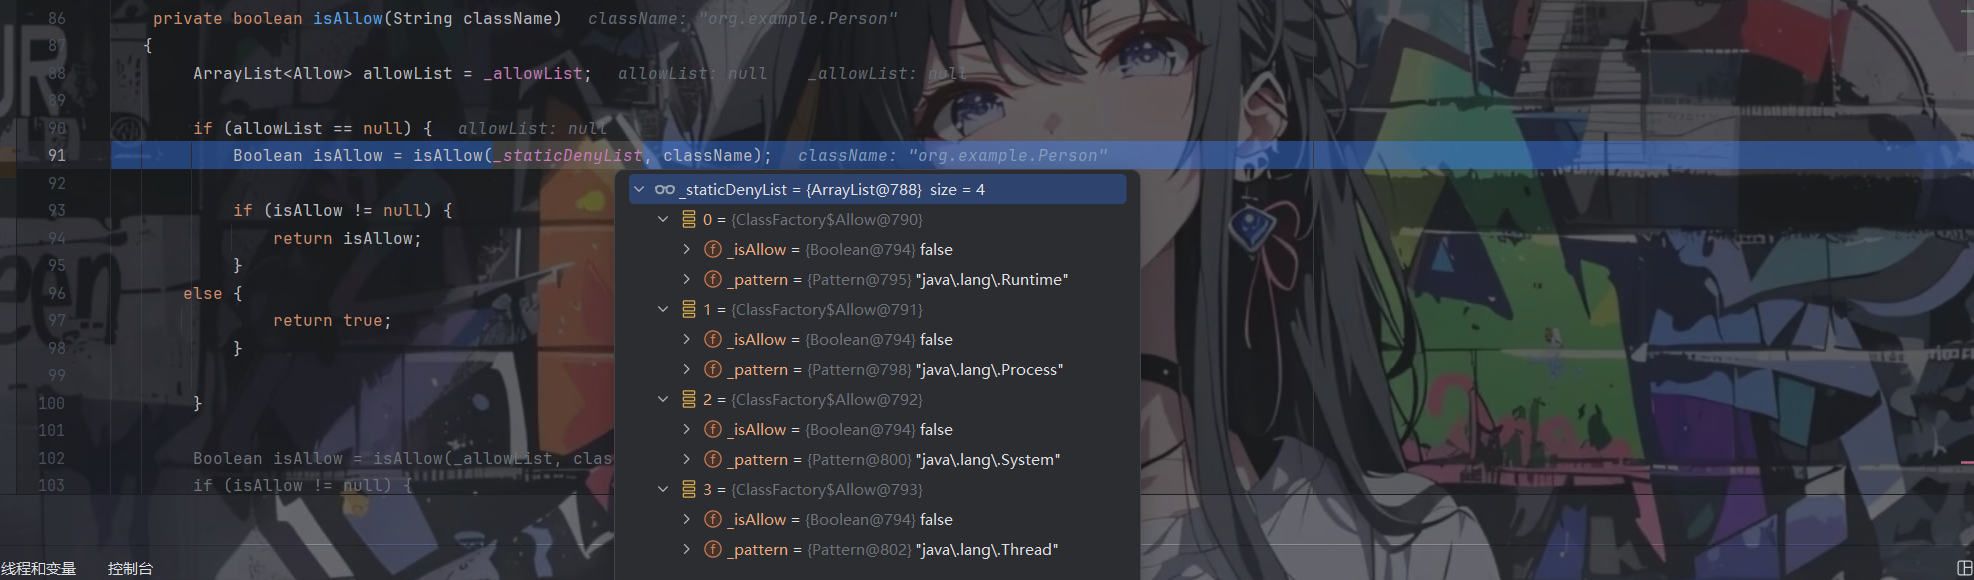 86 private boolean isAllow(String className) className: "org.example.Person"
87 {
88 ArrayList<Allow> allowList = _allowList; allowList: null _allowList: null
89
90 if (allowList == null) { allowList: null
91 Boolean isAllow = isAllow(_staticDenyList, className); className: "org.example.Person"
92
_staticDenyList = {ArrayList@788} size = 4
93 if (isAllow != null) {
0 = {ClassFactory$Allow@790}
94 return isAllow;
_isAllow = {Boolean@794} false
95 }
_pattern = {Pattern@795} "java\.lang\.Runtime"
96 else {
1 = {ClassFactory$Allow@791}
97 return true;
_isAllow = {Boolean@794} false
98 }
_pattern = {Pattern@798} "java\.lang\.Process"
99
2 = {ClassFactory$Allow@792}
100 }
_isAllow = {Boolean@794} false
101
102 Boolean isAllow = isAllow(_allowList, clas
_pattern = {Pattern@800} "java\.lang\.System"
103 if (isAllow != null) {
3 = {ClassFactory$Allow@793}
_isAllow = {Boolean@794} false
_pattern = {Pattern@802} "java\.lang\.Thread"
线程和变量 控制台